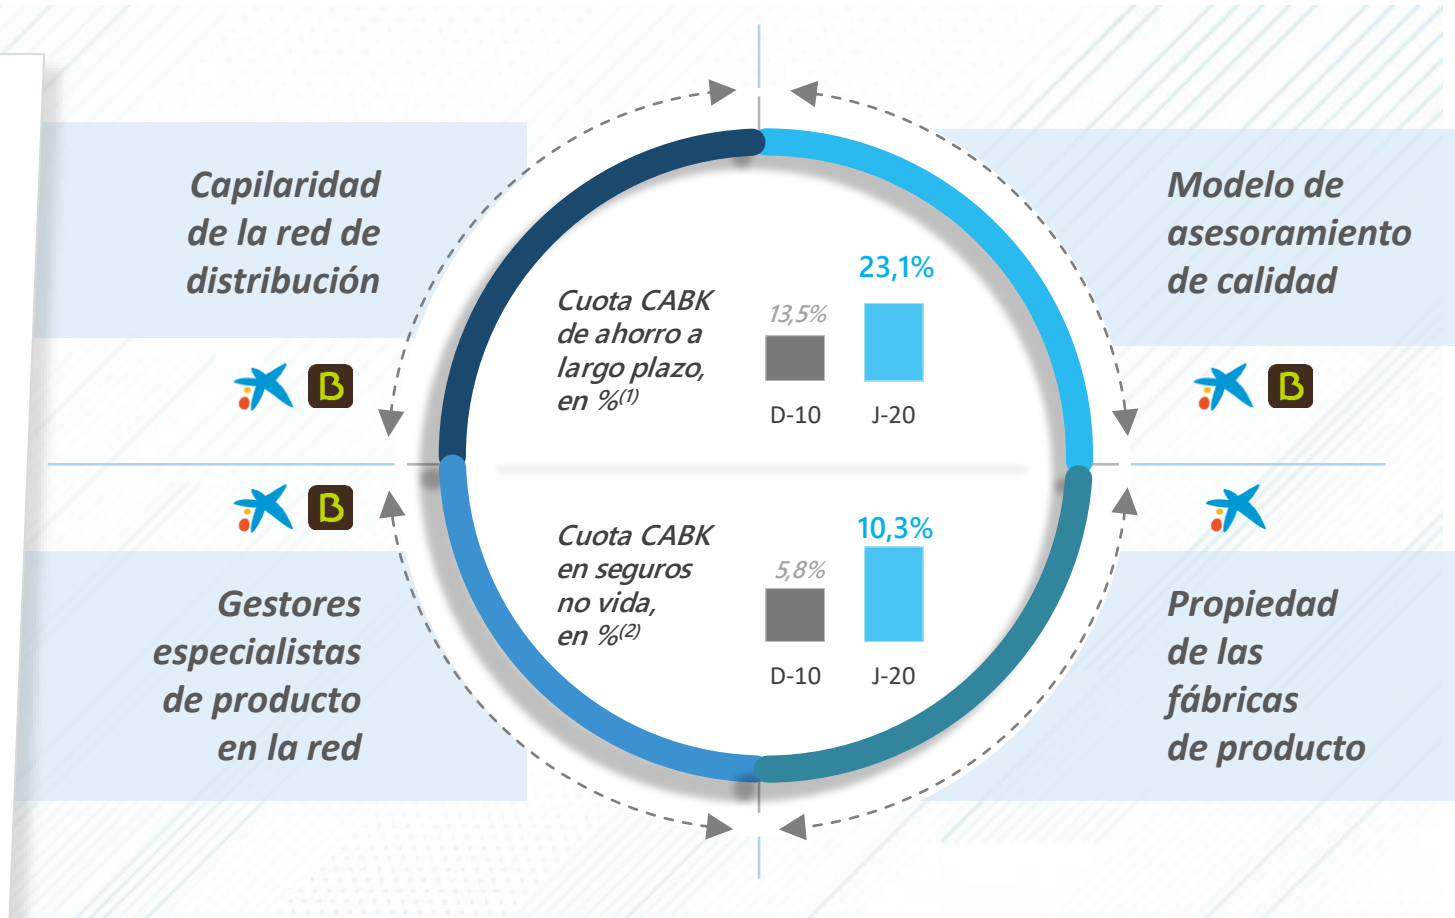 Capilaridad
de la red de
distribución
Modelo de
asesoramiento
de calidad
Cuota CABK
de ahorro a
largo plazo,
en %(1)
13,5%
23,1%
D-10
J-20
B
B
B
Cuota CABK
en seguros
no vida,
en %(2)
5,8%
10,3%
D-10
J-20
Gestores
especialistas
de producto
en la red
Propiedad
de las
fábricas
de producto